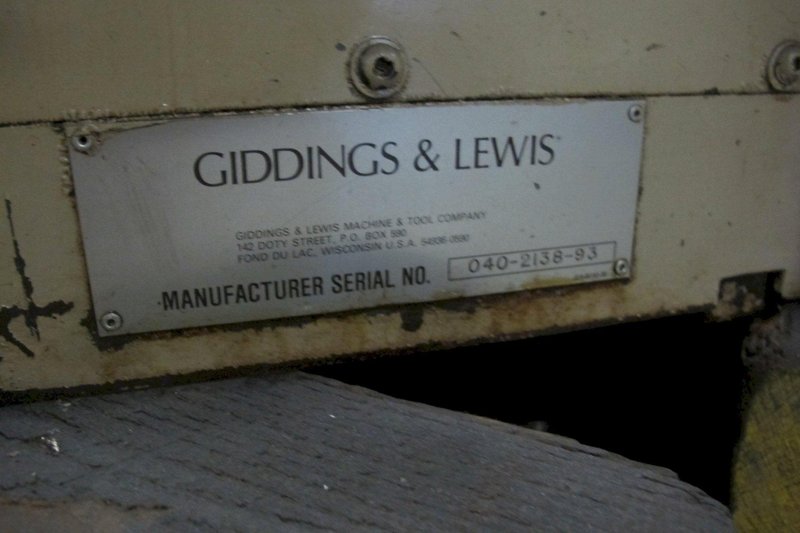 GIDDINGS & LEWIS
GIDDINGS & LEWIS MACHINE & TOOL COMPANY
142 DOTY STREET, P.O. BOX 590
FOND DU LAC, WISCONSIN U.S.A. 54936-0590
MANUFACTURER SERIAL NO. 040-2138-93